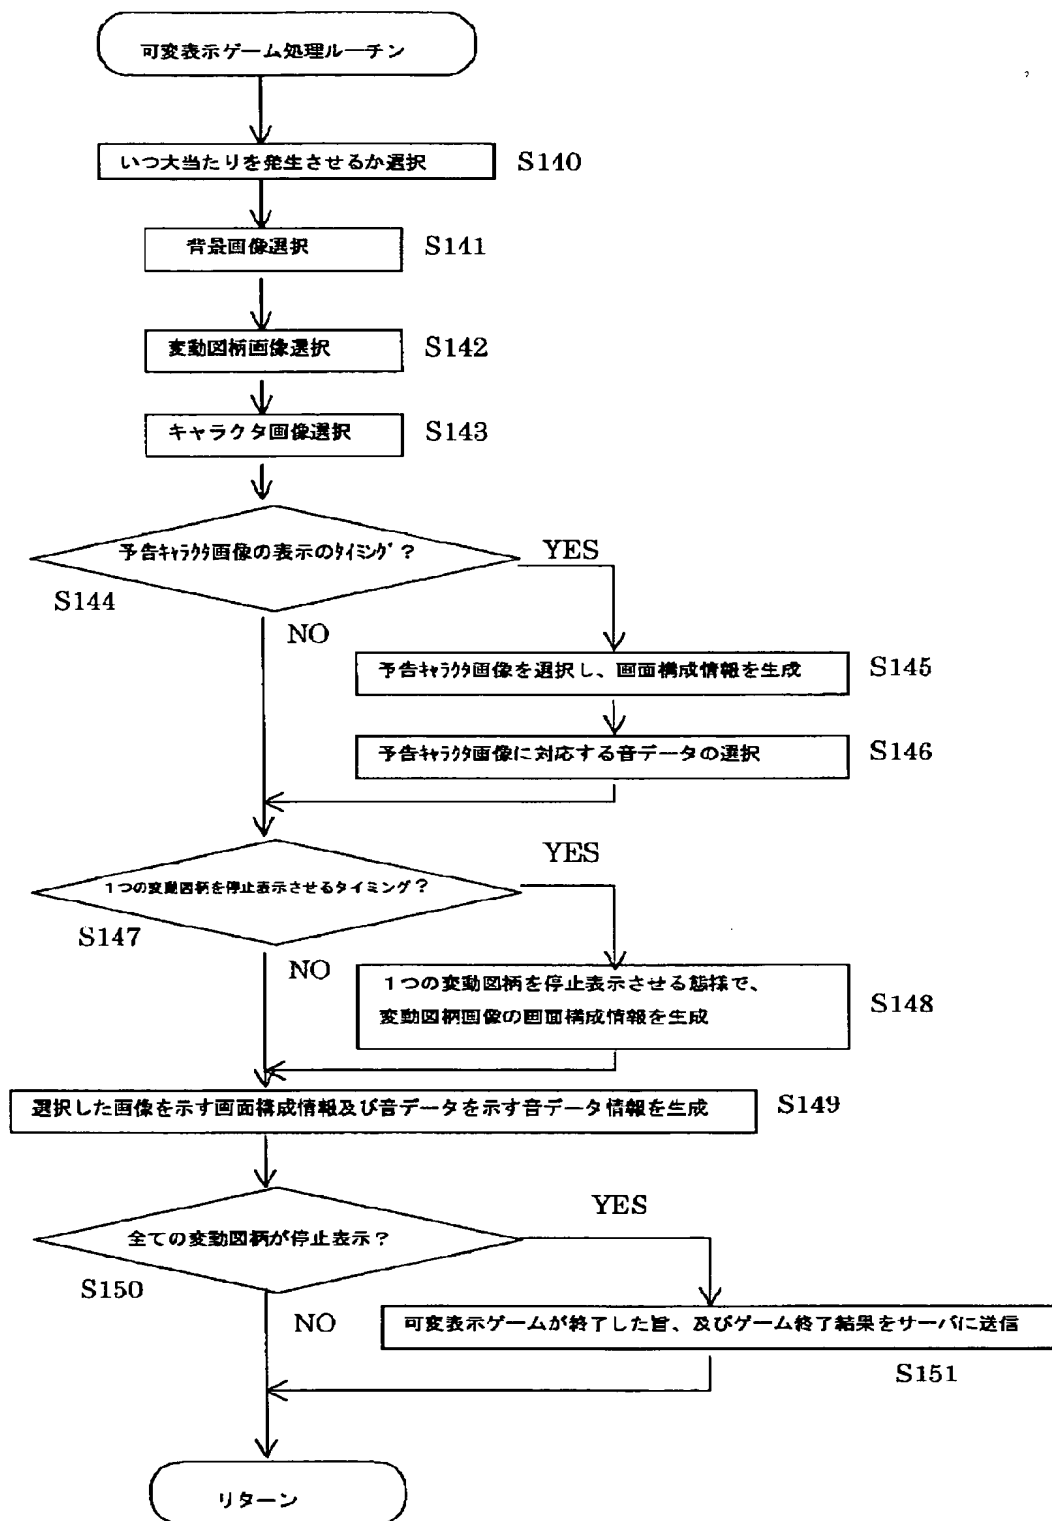 可変表示ゲーム処理ルーチン
いつ大当たりを発生させるか選択
S140
背景画像選択
S141
変動図柄画像選択
S142
キャラクタ画像選択
S143
予告ｷｬﾗｸﾀ画像の表示のﾀｲﾐﾝｸﾞ？
YES
S144
NO
予告ｷｬﾗｸﾀ画像を選択し、画面構成情報を生成
S145
予告ｷｬﾗｸﾀ画像に対応する音データの選択
S146
１つの変動図柄を停止表示させるタイミング？
YES
S147
NO
１つの変動図柄を停止表示させる態様で、
変動図柄画像の画面構成情報を生成
S148
選択した画像を示す画面構成情報及び音データを示す音データ情報を生成
S149
全ての変動図柄が停止表示？
YES
S150
NO
可変表示ゲームが終了した旨、及びゲーム終了結果をサーバに送信
S151
リターン